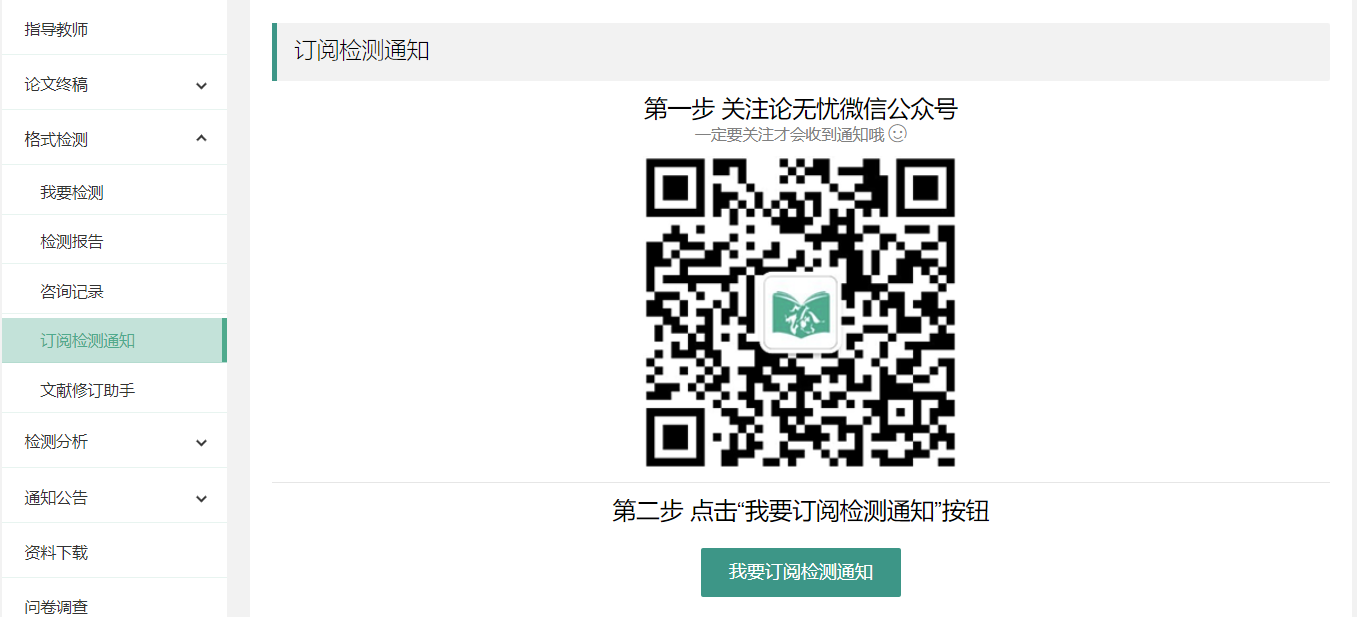 指导教师
论文终稿
格式检测
我要检测
检测报告
咨询记录
订阅检测通知
文献修订助手
检测分析
通知公告
资料下载
问卷调查
订阅检测通知
第一步 关注论无忧微信公众号
一定要关注才会收到通知哦
论
第二步 点击“我要订阅检测通知”按钮
我要订阅检测通知